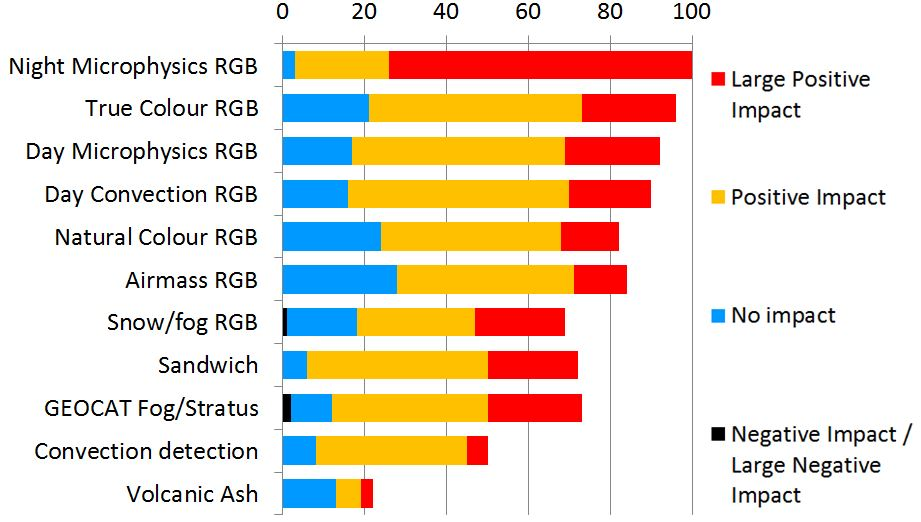 0 20 40 60 80 100
Night Microphysics RGB
True Colour RGB
Day Microphysics RGB
Day Convection RGB
Natural Colour RGB
Airmass RGB
Snow/fog RGB
Sandwich
GEOCAT Fog/Stratus
Convection detection
Volcanic Ash
Large Positive
Impact
Positive Impact
No impact
Negative Impact /
Large Negative
Impact